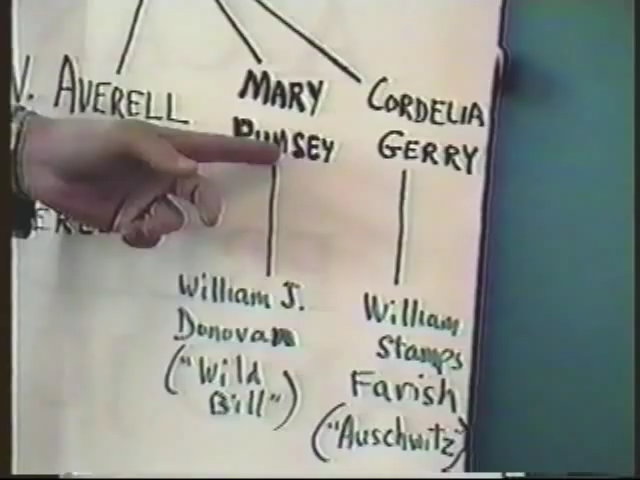 W. AVERELL
MARY
RUMSEY
CORDELIA
GERRY
William J.
Donovan
("Wild
Bill")
William
Stamps
Farish
("Auschwitz")